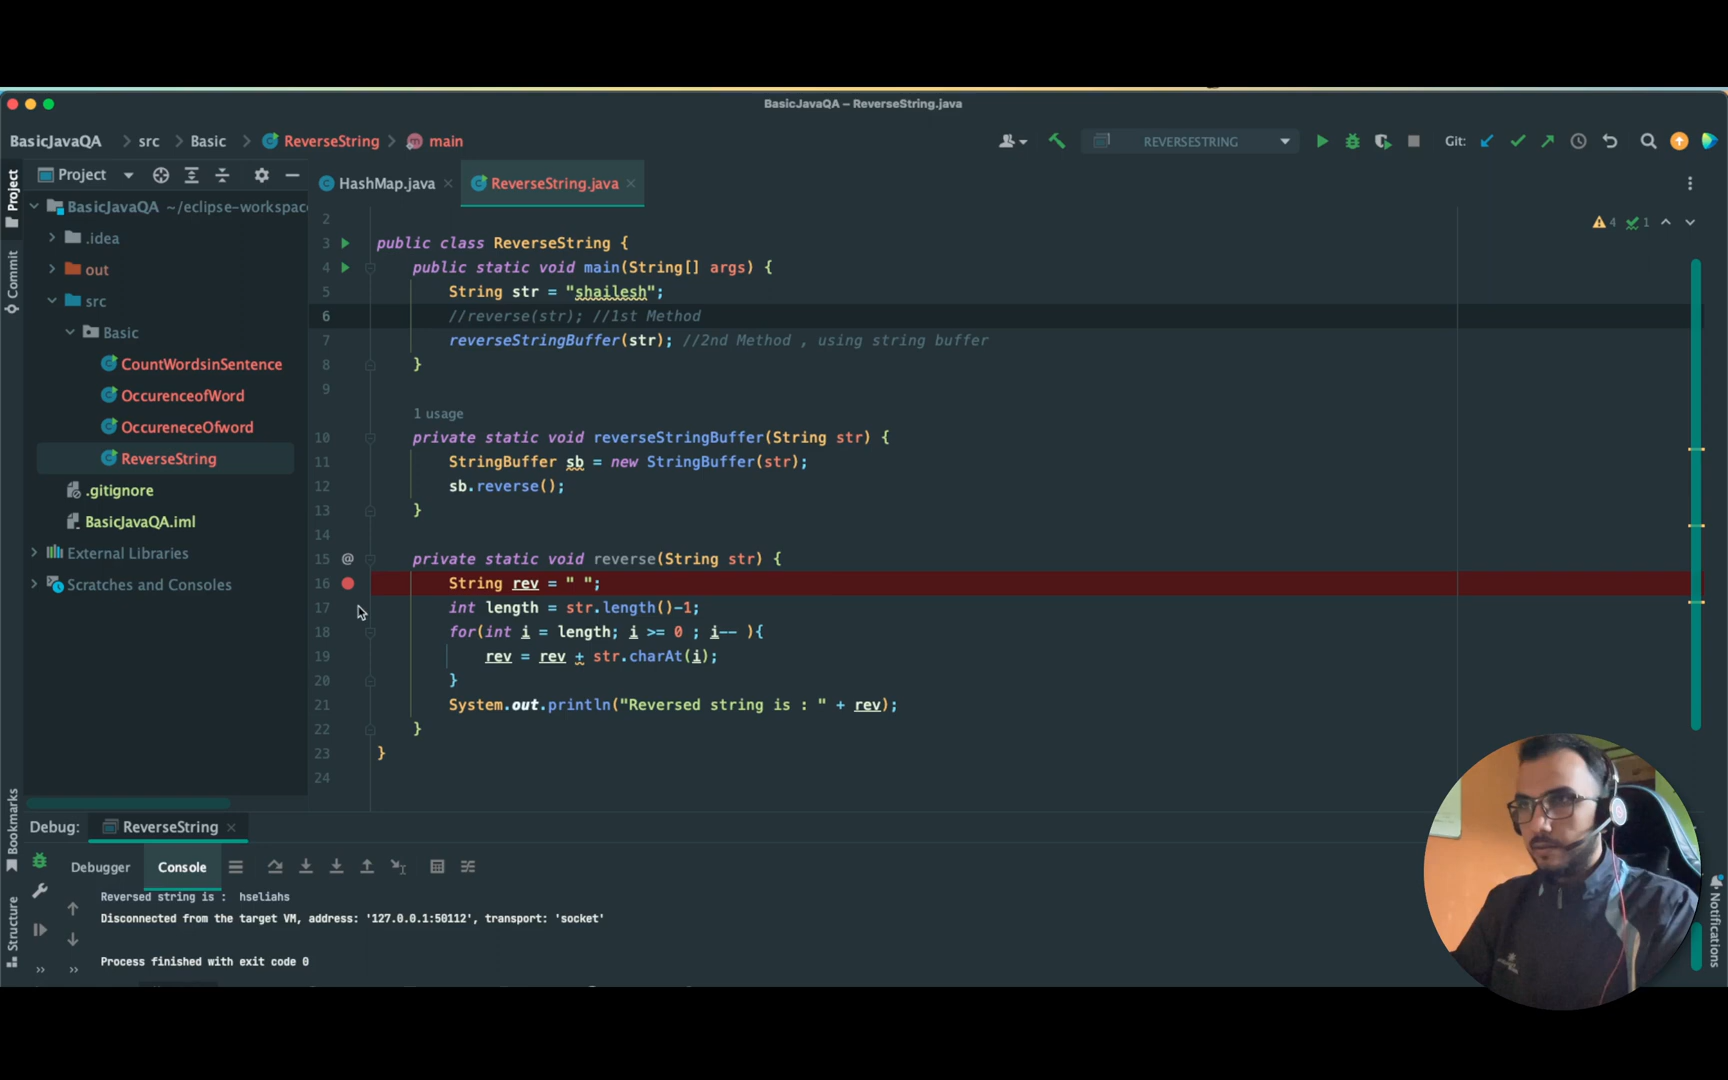 BasicJavaQA – ReverseString.java
BasicJavaQA > src > Basic > ReverseString > main
REVERSESTRING
Git:
Project
HashMap.java
ReverseString.java
Project
Commit
Bookmarks
Structure
Notifications
BasicJavaQA ~/eclipse-workspac
.idea
out
src
Basic
CountWordsinSentence
OccurenceofWord
OccureneceOfword
ReverseString
.gitignore
BasicJavaQA.iml
External Libraries
Scratches and Consoles
4 1
2
3 public class ReverseString {
4 public static void main(String[] args) {
5 String str = "shailesh";
6 //reverse(str); //1st Method
7 reverseStringBuffer(str); //2nd Method , using string buffer
8 }
9
1 usage
10 private static void reverseStringBuffer(String str) {
11 StringBuffer sb = new StringBuffer(str);
12 sb.reverse();
13 }
14
15 @ private static void reverse(String str) {
16 String rev = " ";
17 int length = str.length()-1;
18 for(int i = length; i >= 0 ; i-- ){
19 rev = rev + str.charAt(i);
20 }
21 System.out.println("Reversed string is : " + rev);
22 }
23 }
24
Debug: ReverseString
Debugger Console
Reversed string is :  hseliahs
Disconnected from the target VM, address: '127.0.0.1:50112', transport: 'socket'
Process finished with exit code 0